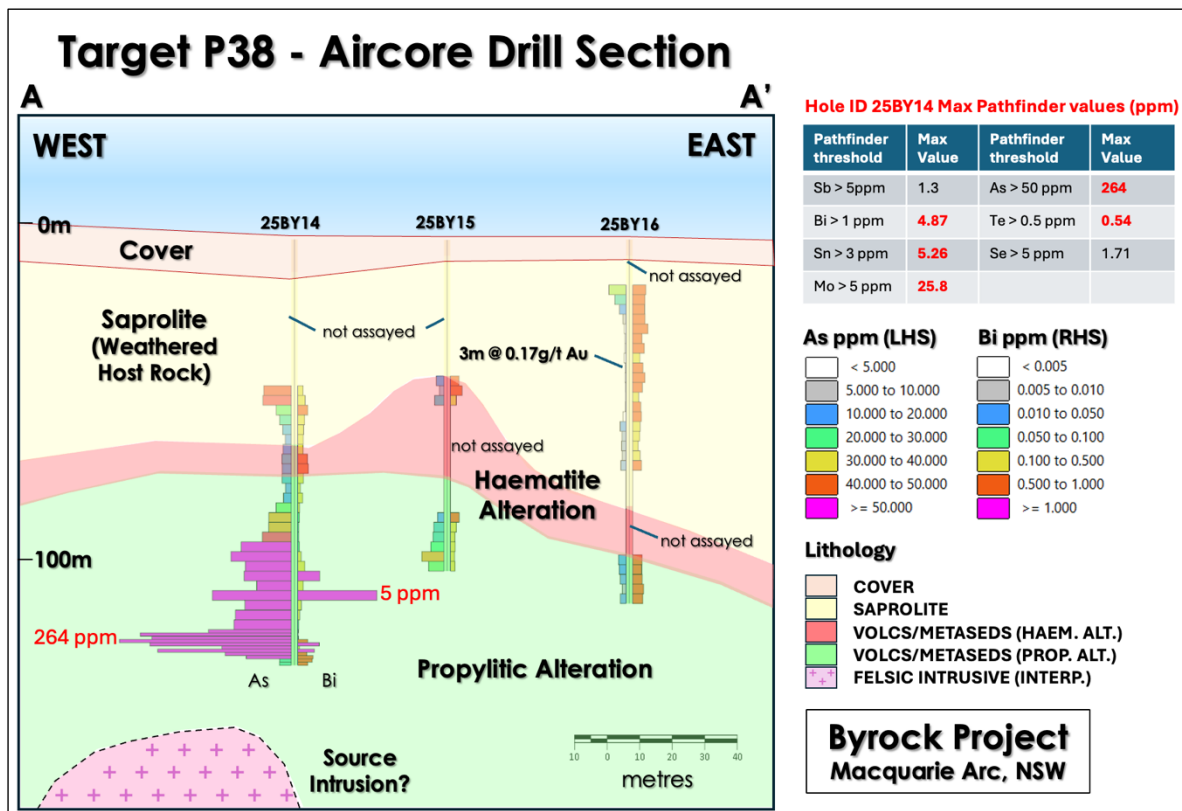 Target P38 - Aircore Drill Section
A
A'
WEST
EAST
0m
25BY14
25BY15
25BY16
Cover
not assayed
Saprolite
(Weathered
Host Rock)
not assayed
3m @ 0.17g/t Au
not assayed
Haematite
Alteration
not assayed
100m
5 ppm
264 ppm
As
Bi
Propylitic Alteration
Source
Intrusion?
10
0
10
20
30
40
metres
Hole ID 25BY14 Max Pathfinder values (ppm)
Pathfinder threshold Max Value Pathfinder threshold Max Value
Sb > 5ppm 1.3 As > 50 ppm 264
Bi > 1 ppm 4.87 Te > 0.5 ppm 0.54
Sn > 3 ppm 5.26 Se > 5 ppm 1.71
Mo > 5 ppm 25.8
As ppm (LHS)
< 5.000
5.000 to 10.000
10.000 to 20.000
20.000 to 30.000
30.000 to 40.000
40.000 to 50.000
>= 50.000
Bi ppm (RHS)
< 0.005
0.005 to 0.010
0.010 to 0.050
0.050 to 0.100
0.100 to 0.500
0.500 to 1.000
>= 1.000
Lithology
COVER
SAPROLITE
VOLCS/METASEDS (HAEM. ALT.)
VOLCS/METASEDS (PROP. ALT.)
FELSIC INTRUSIVE (INTERP.)
Byrock Project
Macquarie Arc, NSW